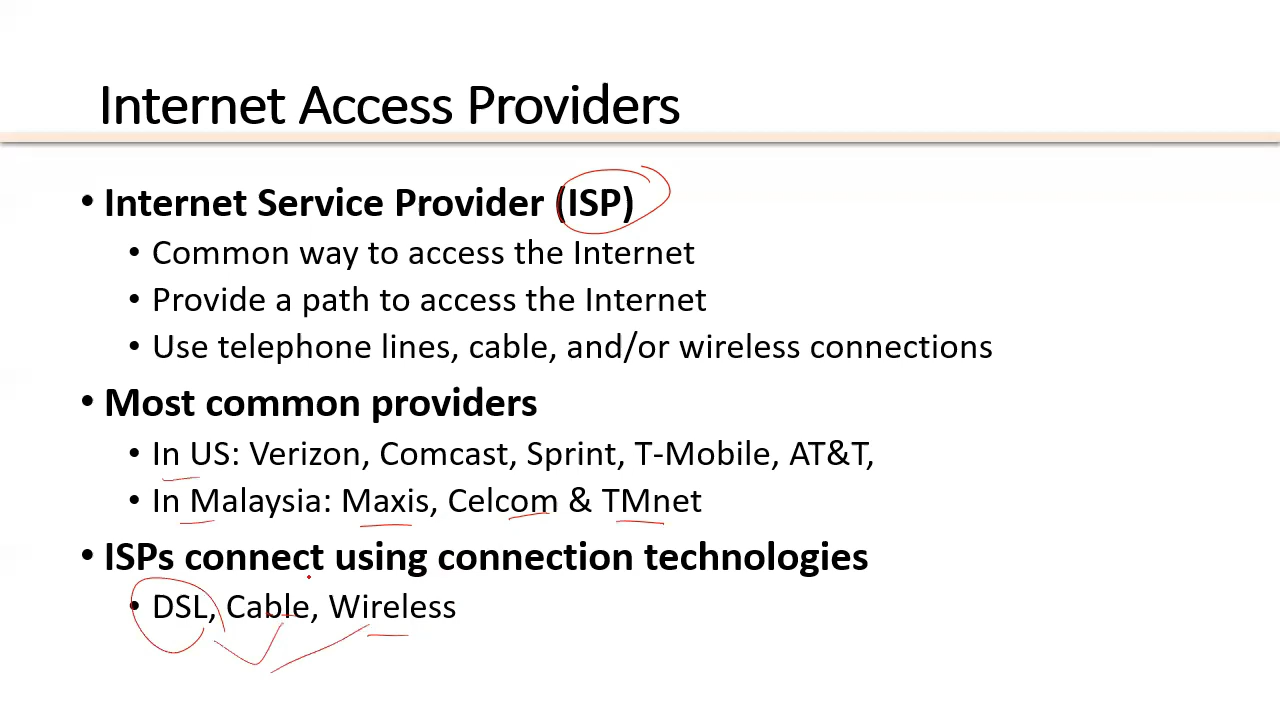 Internet Access Providers
• Internet Service Provider (ISP)
• Common way to access the Internet
• Provide a path to access the Internet
• Use telephone lines, cable, and/or wireless connections
• Most common providers
• In US: Verizon, Comcast, Sprint, T-Mobile, AT&T,
• In Malaysia: Maxis, Celcom & TMnet
• ISPs connect using connection technologies
• DSL, Cable, Wireless